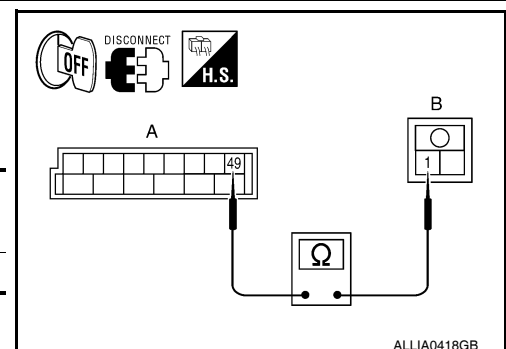 DISCONNECT
OFF
H.S.
A
B
49
1
Ω
ALLIA0418GB